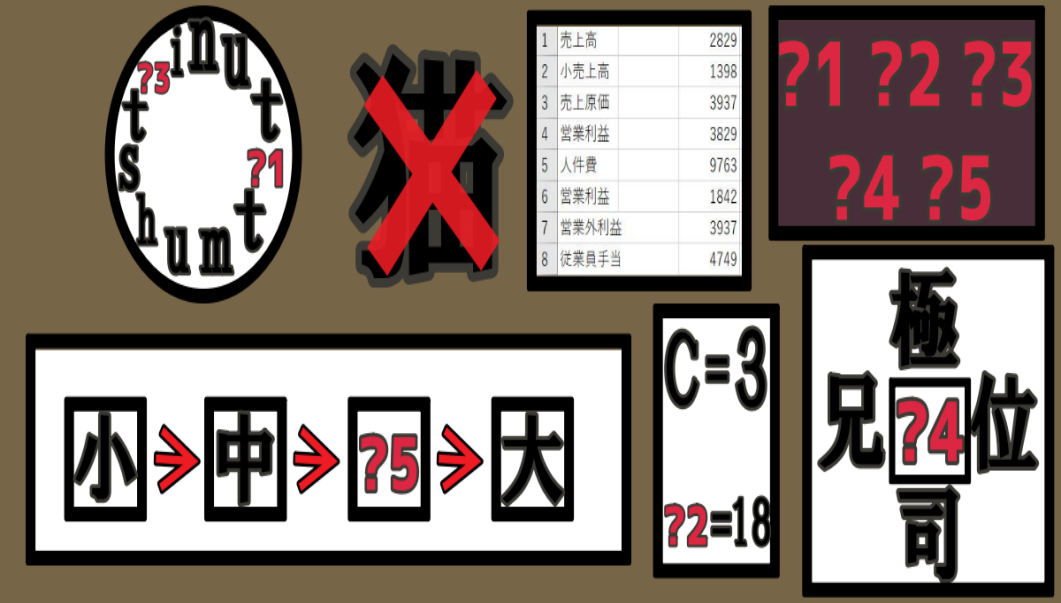 ?3inut?1tmuhst
猫
1 売上高 2829
2 小売上高 1398
3 売上原価 3937
4 営業利益 3829
5 人件費 9763
6 営業利益 1842
7 営業外利益 3937
8 従業員手当 4749
?1 ?2 ?3
?4 ?5
小 中 ?5 大
C=3
?2=18
極
兄 ?4 位
司